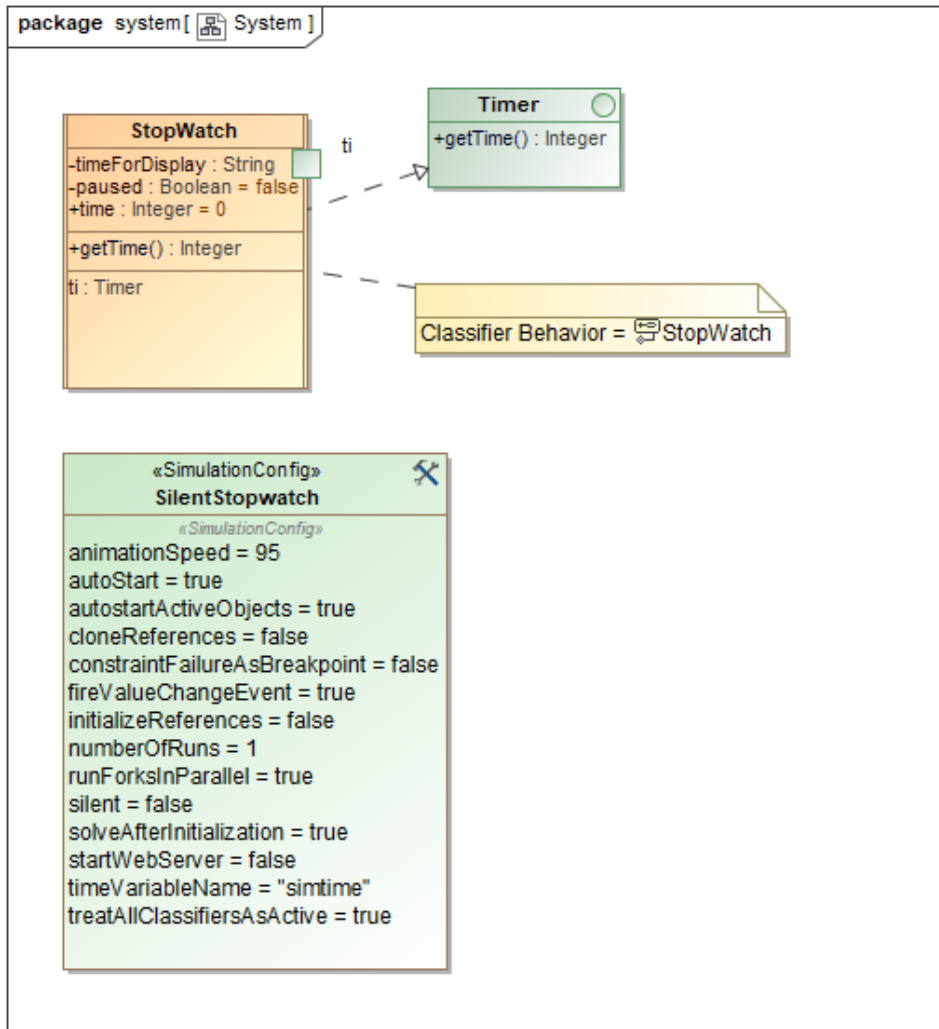 package system[ System ]
StopWatch
-timeForDisplay : String
-paused : Boolean = false
+time : Integer = 0
+getTime() : Integer
ti : Timer
ti
Timer
+getTime() : Integer
Classifier Behavior = StopWatch
«SimulationConfig»
SilentStopwatch
«SimulationConfig»
animationSpeed = 95
autoStart = true
autostartActiveObjects = true
cloneReferences = false
constraintFailureAsBreakpoint = false
fireValueChangeEvent = true
initializeReferences = false
numberOfRuns = 1
runForksInParallel = true
silent = false
solveAfterInitialization = true
startWebServer = false
timeVariableName = "simtime"
treatAllClassifiersAsActive = true